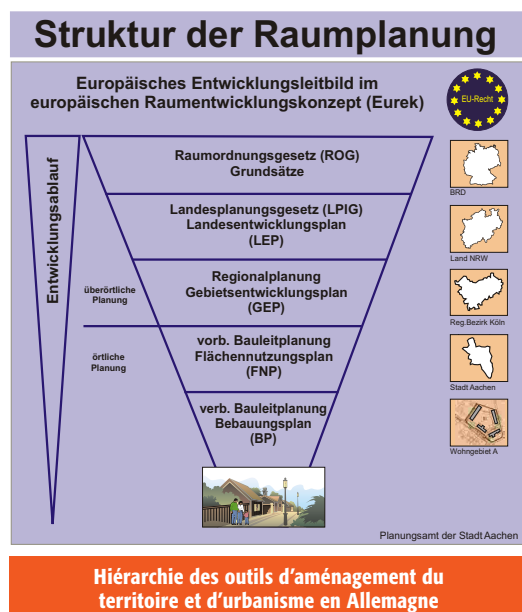 Struktur der Raumplanung
Europäisches Entwicklungsleitbild im
europäischen Raumentwicklungskonzept (Eurek)
EU-Recht
Entwicklungsablauf
Raumordnungsgesetz (ROG)
Grundsätze
BRD
Landesplanungsgesetz (LPIG)
Landesentwicklungsplan
(LEP)
Land NRW
überörtliche
Planung
Regionalplanung
Gebietsentwicklungsplan
(GEP)
Reg.Bezirk Köln
örtliche
Planung
vorb. Bauleitplanung
Flächennutzungsplan
(FNP)
Stadt Aachen
verb. Bauleitplanung
Bebauungsplan
(BP)
Wohngebiet A
Planungsamt der Stadt Aachen
Hiérarchie des outils d'aménagement du
territoire et d'urbanisme en Allemagne